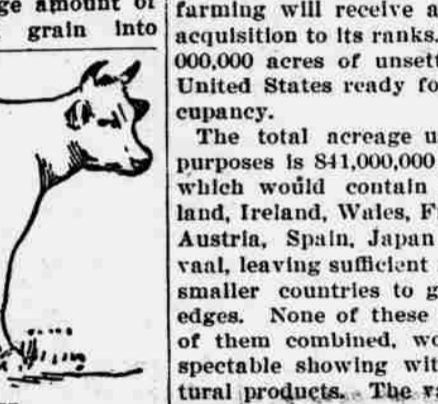 ge amount of
grain into
farming will receive a
acquisition to its ranks.
000,000 acres of unsett
United States ready fo
cupancy.
The total acreage u
purposes is 841,000,000
which would contain
land, Ireland, Wales, F
Austria, Spain, Japan
vaal, leaving sufficient
smaller countries to g
edges. None of these
of them combined, wo
spectable showing wit
tural products. The v